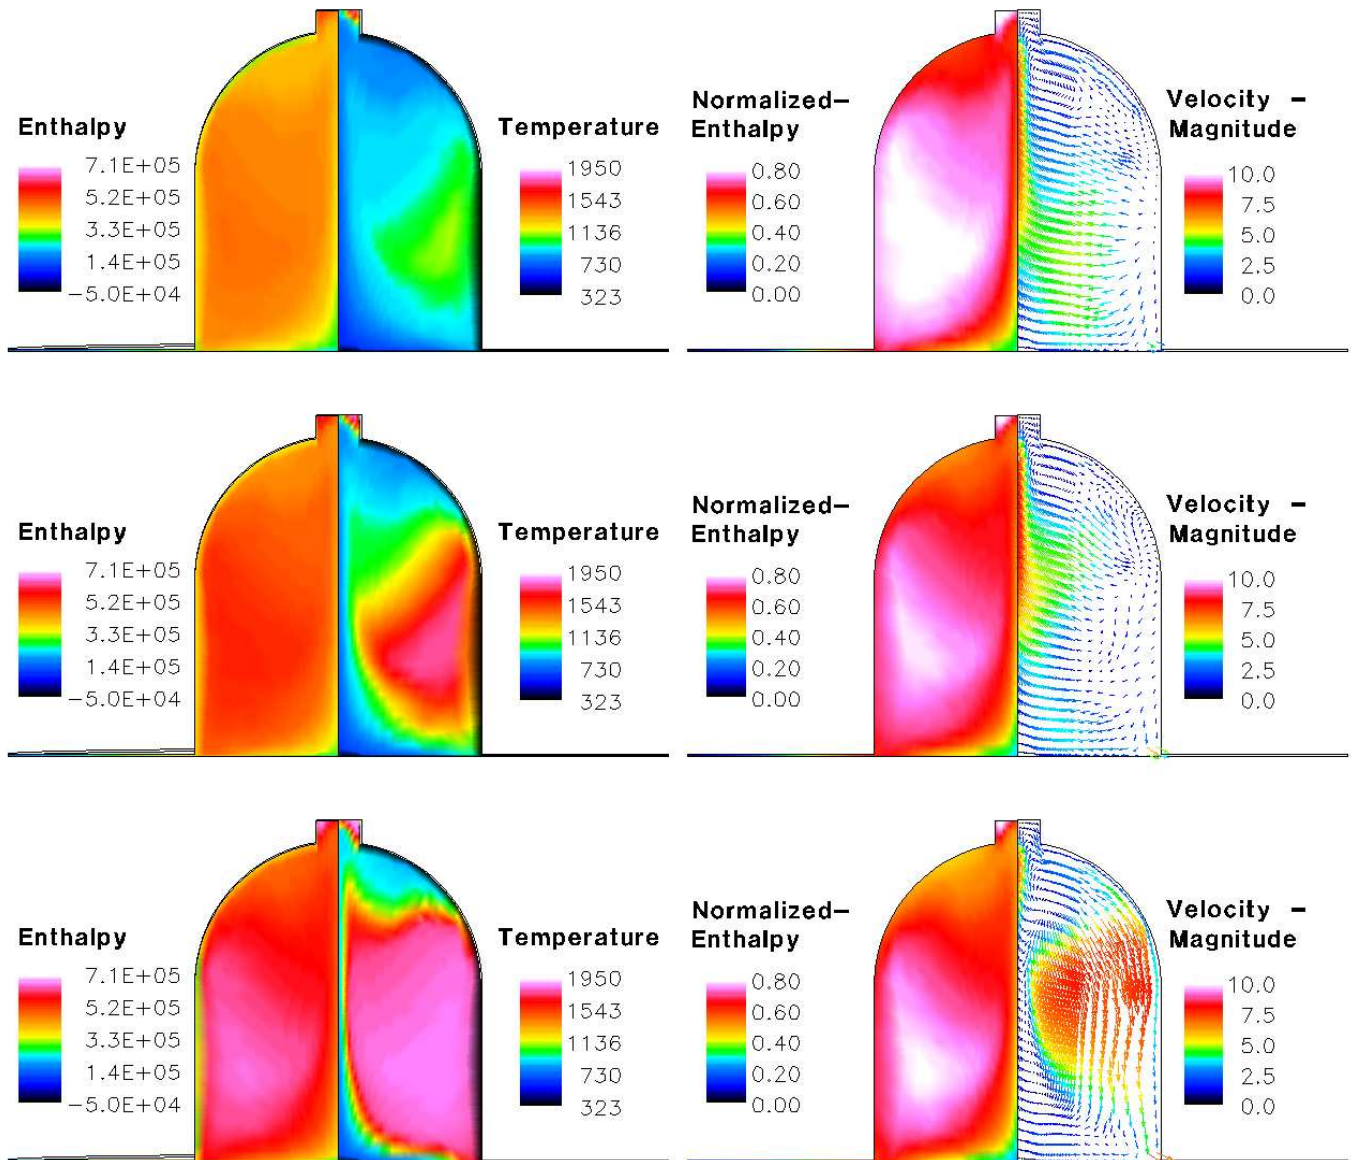 Enthalpy
7.1E+05
5.2E+05
3.3E+05
1.4E+05
-5.0E+04
Temperature
1950
1543
1136
730
323
Normalized-
Enthalpy
0.80
0.60
0.40
0.20
0.00
Velocity -
Magnitude
10.0
7.5
5.0
2.5
0.0
Enthalpy
7.1E+05
5.2E+05
3.3E+05
1.4E+05
-5.0E+04
Temperature
1950
1543
1136
730
323
Normalized-
Enthalpy
0.80
0.60
0.40
0.20
0.00
Velocity -
Magnitude
10.0
7.5
5.0
2.5
0.0
Enthalpy
7.1E+05
5.2E+05
3.3E+05
1.4E+05
-5.0E+04
Temperature
1950
1543
1136
730
323
Normalized-
Enthalpy
0.80
0.60
0.40
0.20
0.00
Velocity -
Magnitude
10.0
7.5
5.0
2.5
0.0